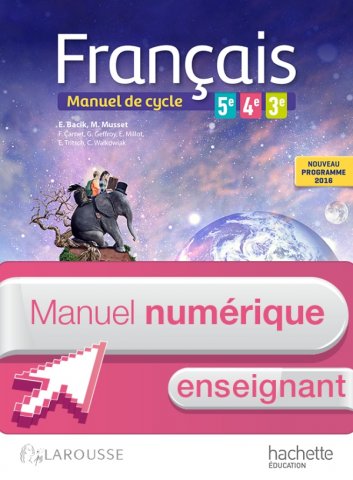 Français
Manuel de cycle 5e 4e 3e
E. Bacik, M. Musset
F. Carnet, G. Geffroy, E. Millot,
E. Tritsch, C. Walkowiak
NOUVEAU
PROGRAMME
2016
Manuel numérique
enseignant
LAROUSSE
hachette
ÉDUCATION